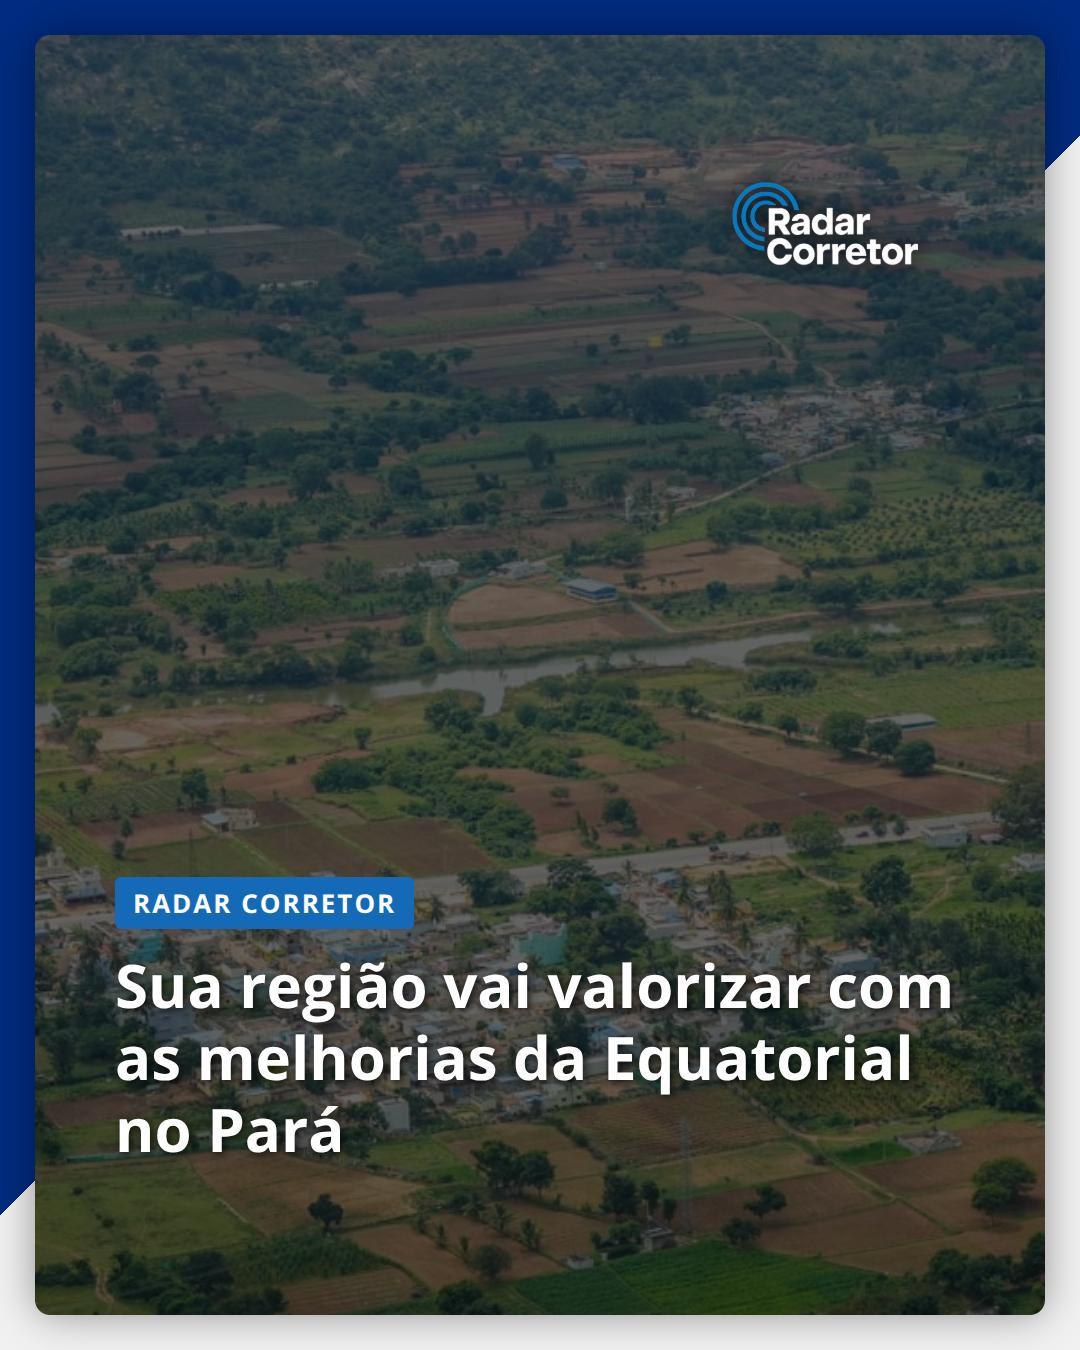 Radar
Corretor
RADAR CORRETOR
Sua região vai valorizar com
as melhorias da Equatorial
no Pará